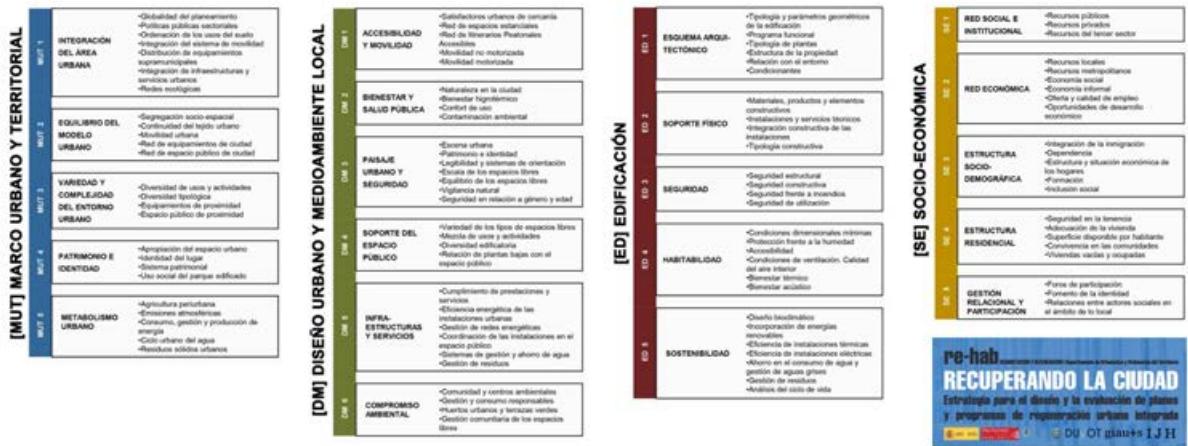 [MUT] MARCO URBANO Y TERRITORIAL
MUT 1
INTEGRACIÓN
DEL ÁREA
URBANA
•Globalidad del planeamiento
•Políticas públicas sectoriales
•Ordenación de los usos del suelo
•Integración del sistema de movilidad
•Distribución de equipamientos
supramunicipales
•Integración de infraestructuras y
servicios urbanos
•Redes ecológicas
MUT 2
EQUILIBRIO DEL
MODELO
URBANO
•Segregación socio-espacial
•Continuidad del tejido urbano
•Movilidad urbana
•Red de equipamientos de ciudad
•Red de espacio público de ciudad
MUT 3
VARIEDAD Y
COMPLEJIDAD
DEL ENTORNO
URBANO
•Diversidad de usos y actividades
•Diversidad tipológica
•Equipamientos de proximidad
•Espacio público de proximidad
MUT 4
PATRIMONIO E
IDENTIDAD
•Apropiación del espacio urbano
•Identidad del lugar
•Sistema patrimonial
•Uso social del parque edificado
MUT 5
METABOLISMO
URBANO
•Agricultura periurbana
•Emisiones atmosféricas
•Consumo, gestión y producción de
energía
•Ciclo urbano del agua
•Residuos sólidos urbanos
[DM] DISEÑO URBANO Y MEDIOAMBIENTE LOCAL
DM 1
ACCESIBILIDAD
Y MOVILIDAD
•Satisfactores urbanos de cercanía
•Red de espacios estanciales
•Red de Itinerarios Peatonales
Accesibles
•Movilidad no motorizada
•Movilidad motorizada
DM 2
BIENESTAR Y
SALUD PÚBLICA
•Naturaleza en la ciudad
•Bienestar higrotérmico
•Confort de uso
•Contaminación ambiental
DM 3
PAISAJE
URBANO Y
SEGURIDAD
•Escena urbana
•Patrimonio e identidad
•Legibilidad y sistemas de orientación
•Escala de los espacios libres
•Equilibrio de los espacios libres
•Vigilancia natural
•Seguridad en relación a género y edad
DM 4
SOPORTE DEL
ESPACIO
PÚBLICO
•Variedad de los tipos de espacios libres
•Mezcla de usos y actividades
•Diversidad edificatoria
•Relación de plantas bajas con el
espacio público
DM 5
INFRA-
ESTRUCTURAS
Y SERVICIOS
•Cumplimiento de prestaciones y
servicios
•Eficiencia energética de las
instalaciones urbanas
•Gestión de redes energéticas
•Coordinación de las instalaciones en el
espacio público
•Sistemas de gestión y ahorro de agua
•Gestión de residuos
DM 6
COMPROMISO
AMBIENTAL
•Comunidad y centros ambientales
•Gestión y consumo responsables
•Huertos urbanos y terrazas verdes
•Gestión comunitaria de los espacios
libres
[ED] EDIFICACIÓN
ED 1
ESQUEMA ARQUI-
TECTÓNICO
•Tipología y parámetros geométricos
de la edificación
•Programa funcional
•Tipología de plantas
•Estructura de la propiedad
•Relación con el entorno
•Condicionantes
ED 2
SOPORTE FÍSICO
•Materiales, productos y elementos
constructivos
•Instalaciones y servicios técnicos
•Integración constructiva de las
instalaciones
•Tipología constructiva
ED 3
SEGURIDAD
•Seguridad estructural
•Seguridad constructiva
•Seguridad frente a incendios
•Seguridad de utilización
ED 4
HABITABILIDAD
•Condiciones dimensionales mínimas
•Protección frente a la humedad
•Accesibilidad
•Condiciones de ventilación. Calidad
del aire interior
•Bienestar térmico
•Bienestar acústico
ED 5
SOSTENIBILIDAD
•Diseño bioclimático
•Incorporación de energías
renovables
•Eficiencia de instalaciones térmicas
•Eficiencia de instalaciones eléctricas
•Ahorro en el consumo de agua y
gestión de aguas grises
•Gestión de residuos
•Análisis del ciclo de vida
[SE] SOCIO-ECONÓMICA
SE 1
RED SOCIAL E
INSTITUCIONAL
•Recursos públicos
•Recursos privados
•Recursos del tercer sector
SE 2
RED ECONÓMICA
•Recursos locales
•Recursos metropolitanos
•Economía social
•Economía informal
•Oferta y calidad de empleo
•Oportunidades de desarrollo
económico
SE 3
ESTRUCTURA
SOCIO-
DEMOGRÁFICA
•Integración de la inmigración
•Dependencia
•Estructura y situación económica de
los hogares
•Formación
•Inclusión social
SE 4
ESTRUCTURA
RESIDENCIAL
•Seguridad en la tenencia
•Adecuación de la vivienda
•Superficie disponible por habitante
•Convivencia en las comunidades
•Viviendas vacías y ocupadas
SE 5
GESTIÓN
RELACIONAL Y
PARTICIPACIÓN
•Foros de participación
•Fomento de la identidad
•Relaciones entre actores sociales en
el ámbito de lo local
re-hab
RECUPERANDO LA CIUDAD
Estrategia para el diseño y la evaluación de planes
y programas de regeneración urbana integrada
DU OT giau+s IJH